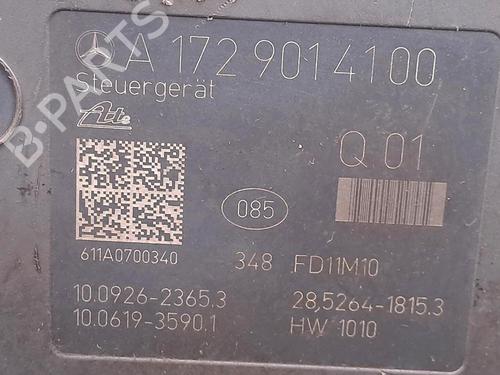 A 172 901 41 00
Steuergerät
Ate
Q 01
085
611A0700340
348 FD11M10
10.0926-2365.3
28,5264-1815.3
10.0619-3590.1
HW 1010
B-PARTS